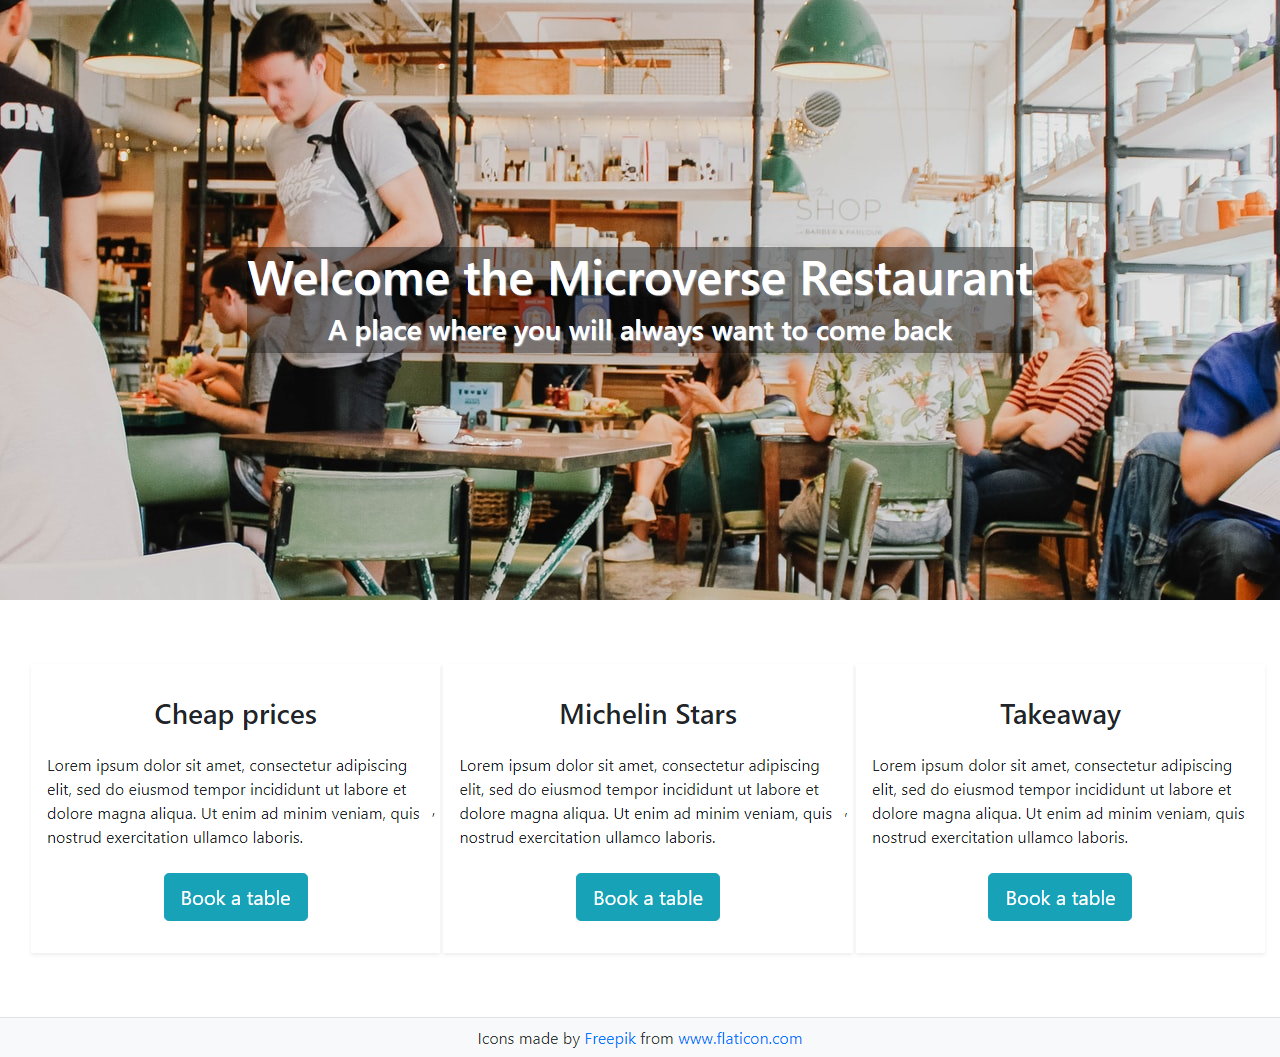 ON
4
SHOP
BARBER & PARLOUR
Welcome the Microverse Restaurant
A place where you will always want to come back
Cheap prices
Lorem ipsum dolor sit amet, consectetur adipiscing
elit, sed do eiusmod tempor incididunt ut labore et
dolore magna aliqua. Ut enim ad minim veniam, quis
nostrud exercitation ullamco laboris.
Book a table
Michelin Stars
Lorem ipsum dolor sit amet, consectetur adipiscing
elit, sed do eiusmod tempor incididunt ut labore et
dolore magna aliqua. Ut enim ad minim veniam, quis
nostrud exercitation ullamco laboris.
Book a table
Takeaway
Lorem ipsum dolor sit amet, consectetur adipiscing
elit, sed do eiusmod tempor incididunt ut labore et
dolore magna aliqua. Ut enim ad minim veniam, quis
nostrud exercitation ullamco laboris.
Book a table
Icons made by Freepik from www.flaticon.com